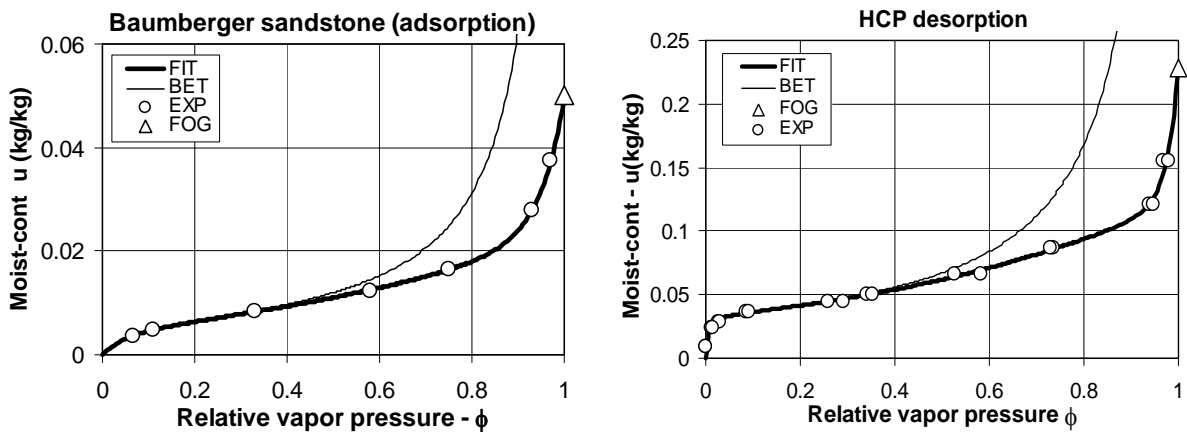 Baumberger sandstone (adsorption)
0.06
0.04
0.02
0
FIT
BET
EXP
FOG
Moist-cont u (kg/kg)
0 0.2 0.4 0.6 0.8 1
Relative vapor pressure - ϕ
HCP desorption
0.25
0.2
0.15
0.1
0.05
0
FIT
BET
FOG
EXP
Moist-cont - u(kg/kg)
0 0.2 0.4 0.6 0.8 1
Relative vapor pressure ϕ